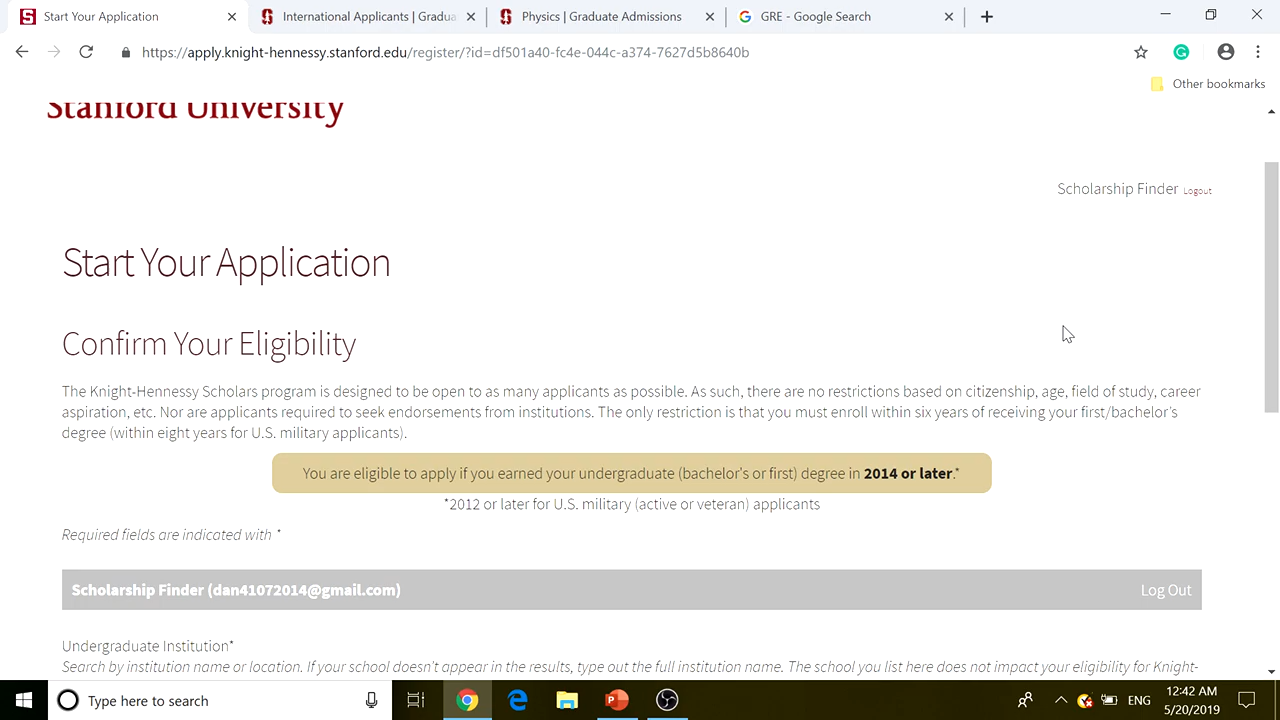 Start Your Application
International Applicants | Gradua
Physics | Graduate Admissions
GRE - Google Search
https://apply.knight-hennessy.stanford.edu/register/?id=df501a40-fc4e-044c-a374-7627d5b8640b
Other bookmarks
Stanford University
Scholarship Finder Logout
Start Your Application
Confirm Your Eligibility
The Knight-Hennessy Scholars program is designed to be open to as many applicants as possible. As such, there are no restrictions based on citizenship, age, field of study, career
aspiration, etc. Nor are applicants required to seek endorsements from institutions. The only restriction is that you must enroll within six years of receiving your first/bachelor's
degree (within eight years for U.S. military applicants).
You are eligible to apply if you earned your undergraduate (bachelor's or first) degree in 2014 or later.*
*2012 or later for U.S. military (active or veteran) applicants
Required fields are indicated with *
Scholarship Finder (dan41072014@gmail.com)
Log Out
Undergraduate Institution*
Search by institution name or location. If your school doesn't appear in the results, type out the full institution name. The school you list here does not impact your eligibility for Knight-
Type here to search
ENG
12:42 AM
5/20/2019